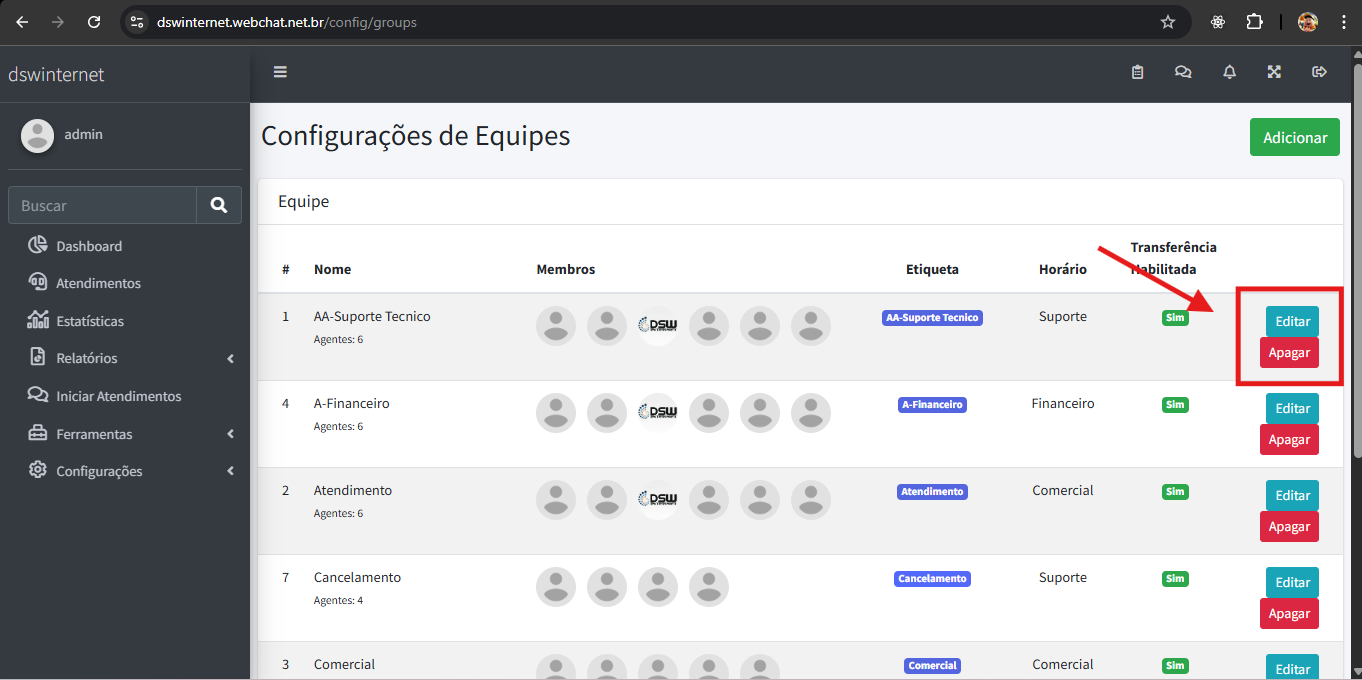 dswinternet.webchat.net.br/config/groups
dswinternet
admin
Buscar
Dashboard
Atendimentos
Estatísticas
Relatórios
Iniciar Atendimentos
Ferramentas
Configurações
Configurações de Equipes
Adicionar
Equipe
# Nome Membros Etiqueta Horário Transferência
Habilitada
1 AA-Suporte Tecnico DSW AA-Suporte Tecnico Suporte Sim Editar
Agentes: 6 Apagar
4 A-Financeiro DSW A-Financeiro Financeiro Sim Editar
Agentes: 6 Apagar
2 Atendimento DSW Atendimento Comercial Sim Editar
Agentes: 6 Apagar
7 Cancelamento Cancelamento Suporte Sim Editar
Agentes: 4 Apagar
3 Comercial Comercial Comercial Sim Editar